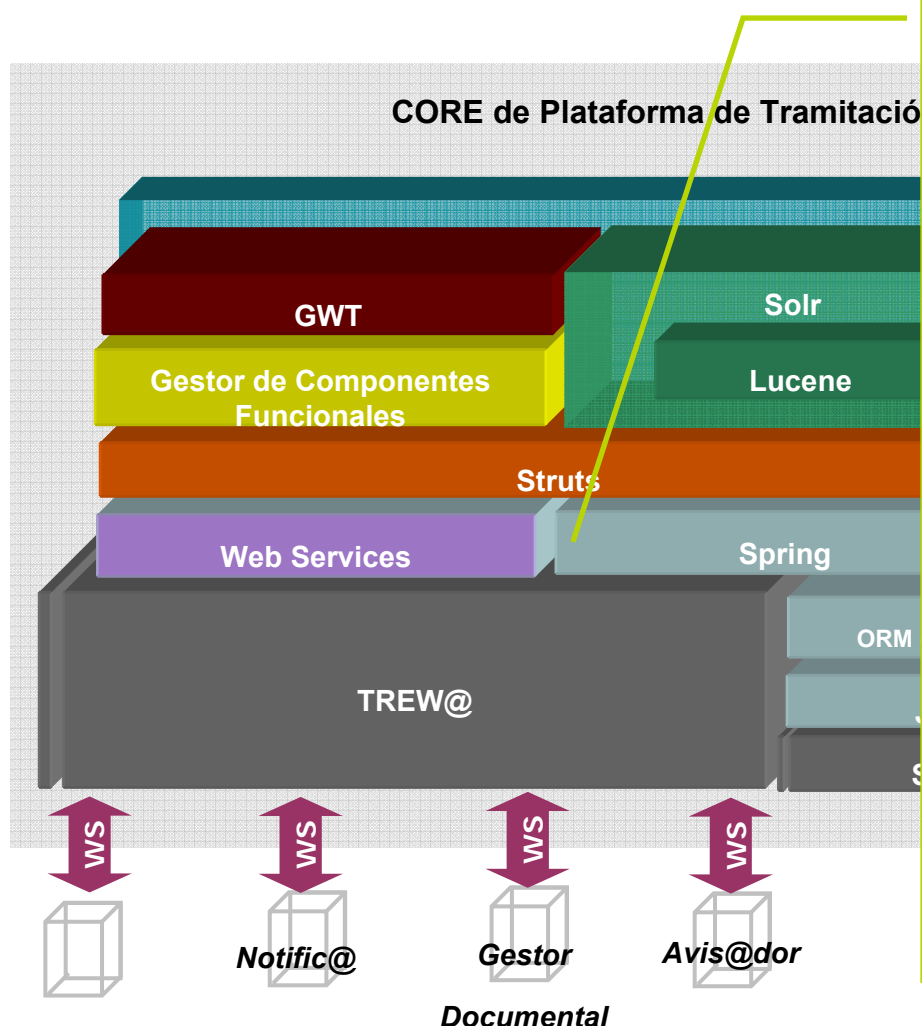 CORE de Plataforma de Tramitació
GWT
Solr
Gestor de Componentes
Funcionales
Lucene
Struts
Web Services
Spring
ORM
TREW@
J
S
WS
WS
WS
WS
Notific@
Gestor
Documental
Avis@dor